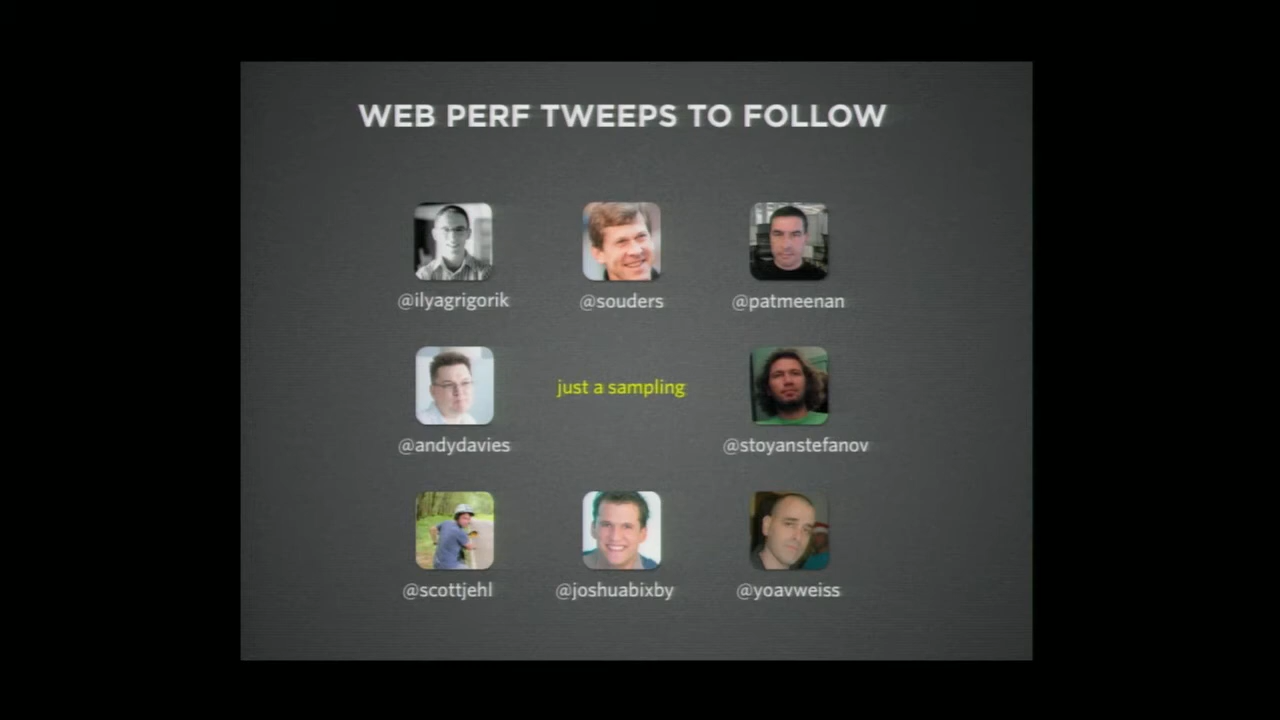 WEB PERF TWEEPS TO FOLLOW
@ilyagrigorik
@souders
@patmeenan
@andydavies
just a sampling
@stoyanstefanov
@scottjehl
@joshuabixby
@yoavweiss